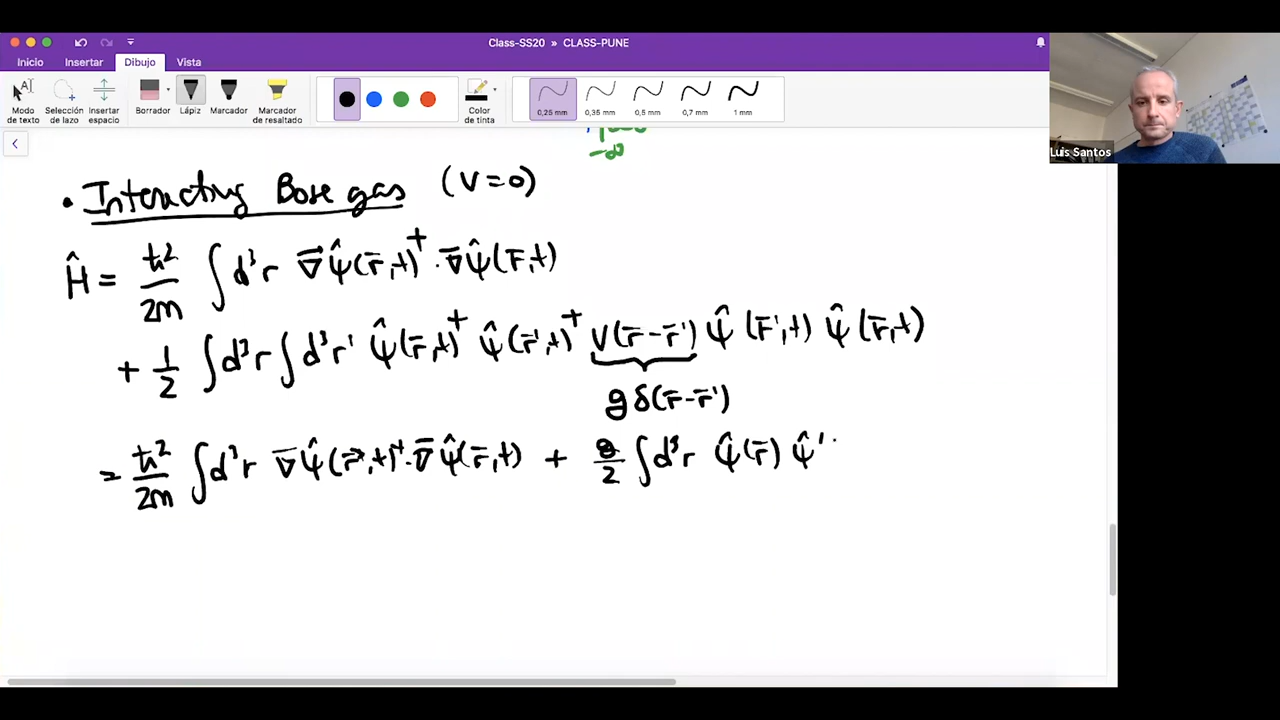 Class-SS20 » CLASS-PUNE
Inicio Insertar Dibujo Vista
Modo de texto Selección de lazo Insertar espacio Borrador Lápiz Marcador Marcador de resaltado Color de tinta 0,25 mm 0,35 mm 0,5 mm 0,7 mm 1 mm
Luis Santos
-∞
• Interacting Bose gas (V=0)
Ĥ = ħ²/2m ∫d³r ∇⃗ψ̂(r̄,t)⁺·∇̄ψ̂(r̄,t)
+ 1/2 ∫d³r ∫d³r' ψ̂(r̄,t)⁺ ψ̂(r̄',t)⁺ V(r̄-r̄') ψ̂(r̄',t) ψ̂(r̄,t)
gδ(r̄-r̄')
= ħ²/2m ∫d³r ∇̄ψ̂(r⃗,t)⁺·∇̄ψ̂(r̄,t) + g/2 ∫d³r ψ̂(r̄) ψ̂'